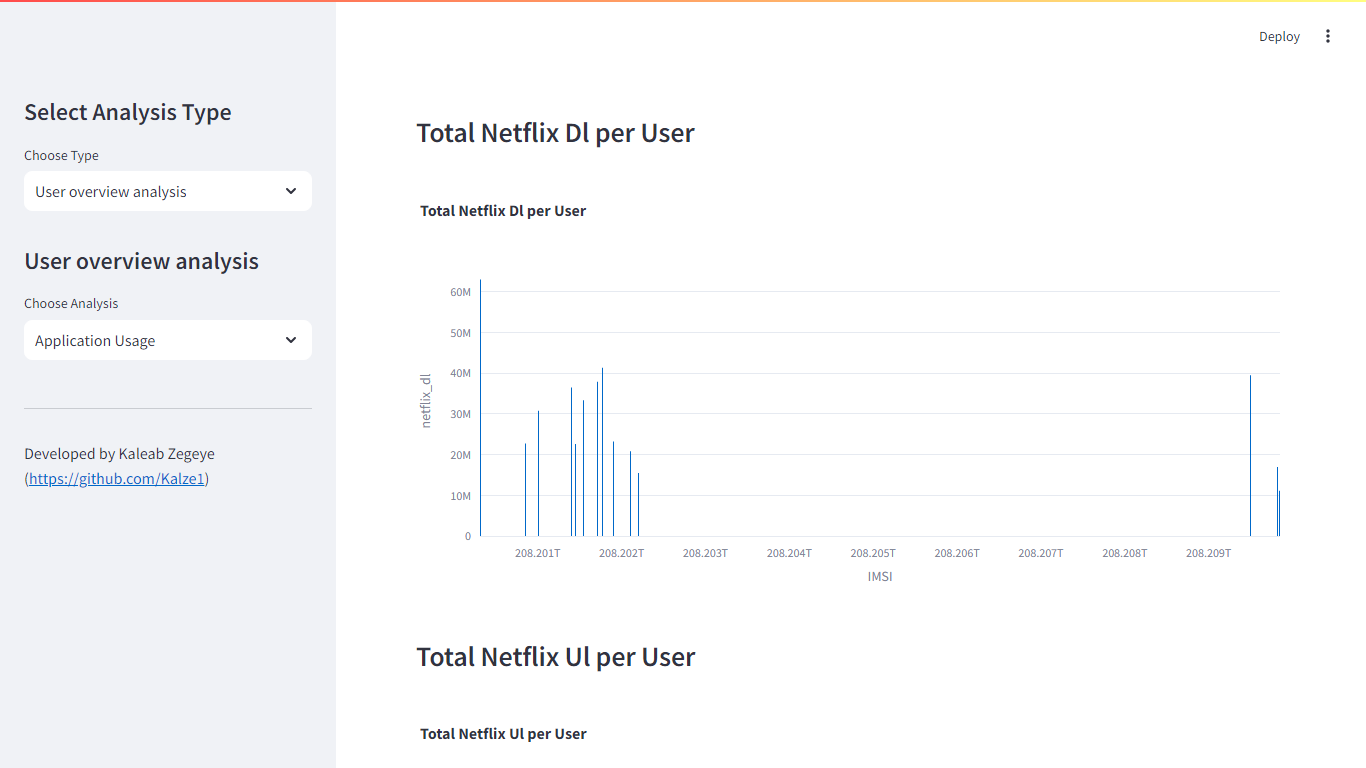 Deploy
Select Analysis Type
Choose Type
User overview analysis
User overview analysis
Choose Analysis
Application Usage
Developed by Kaleab Zegeye
(https://github.com/Kalze1)
Total Netflix Dl per User
Total Netflix Dl per User
netflix_dl
60M
50M
40M
30M
20M
10M
0
208.201T 208.202T 208.203T 208.204T 208.205T 208.206T 208.207T 208.208T 208.209T
IMSI
Total Netflix Ul per User
Total Netflix Ul per User